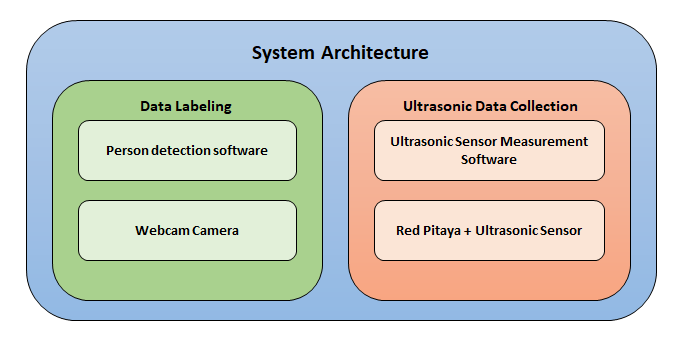 System Architecture
Data Labeling
Person detection software
Webcam Camera
Ultrasonic Data Collection
Ultrasonic Sensor Measurement
Software
Red Pitaya + Ultrasonic Sensor